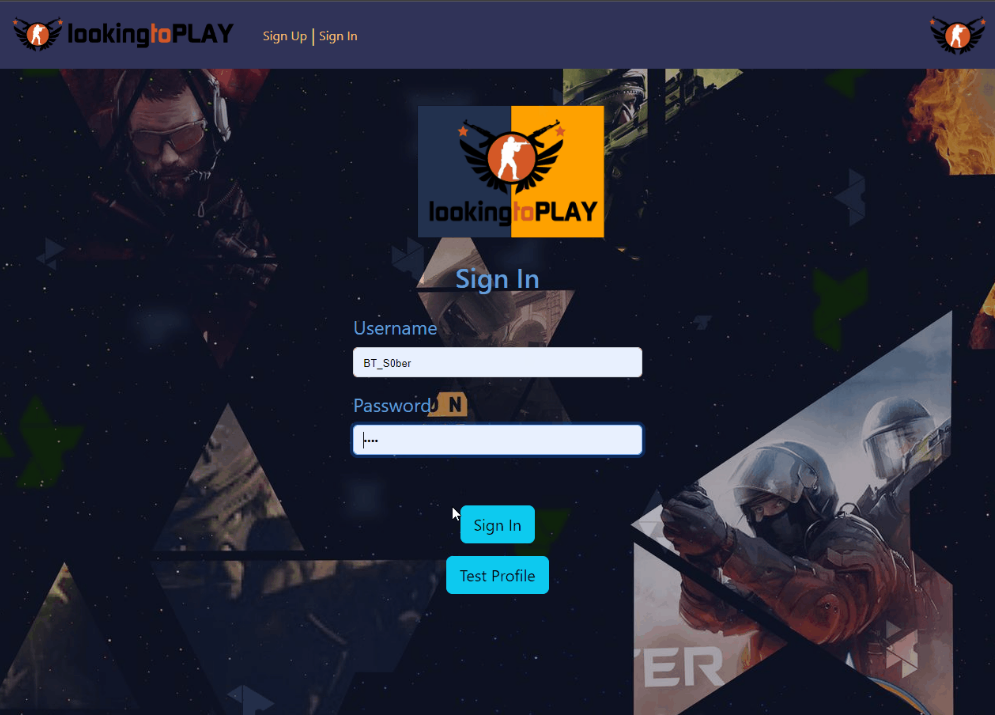 lookingtoPLAY Sign Up | Sign In
lookingtoPLAY
Sign In
Username
BT_S0ber
Password
N
••••
Sign In
Test Profile
TER